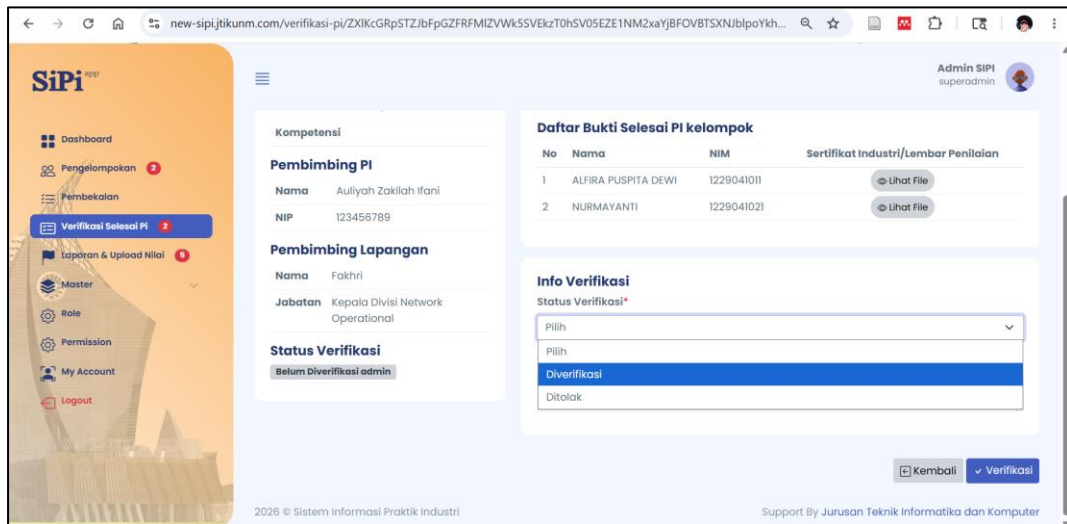 new-sipi.jtikunm.com/verifikasi-pi/
SiPi app
Admin SIPI
superadmin
Dashboard
Pengelompokan 2
Pembekalan
Verifikasi Selesai Pi 2
Laporan & Upload Nilai 5
Master
Role
Permission
My Account
Logout
Kompetensi
Pembimbing PI
Nama Auliyah Zakilah Ifani
NIP 123456789
Pembimbing Lapangan
Nama Fakhri
Jabatan Kepala Divisi Network
Operational
Status Verifikasi
Belum Diverifikasi admin
Daftar Bukti Selesai PI kelompok
No Nama NIM Sertifikat Industri/Lembar Penilaian
1 ALFIRA PUSPITA DEWI 1229041011 Lihat File
2 NURMAYANTI 1229041021 Lihat File
Info Verifikasi
Status Verifikasi*
Pilih
Pilih
Diverifikasi
Ditolak
Kembali Verifikasi
2026 © Sistem Informasi Praktik Industri
Support By Jurusan Teknik Informatika dan Komputer